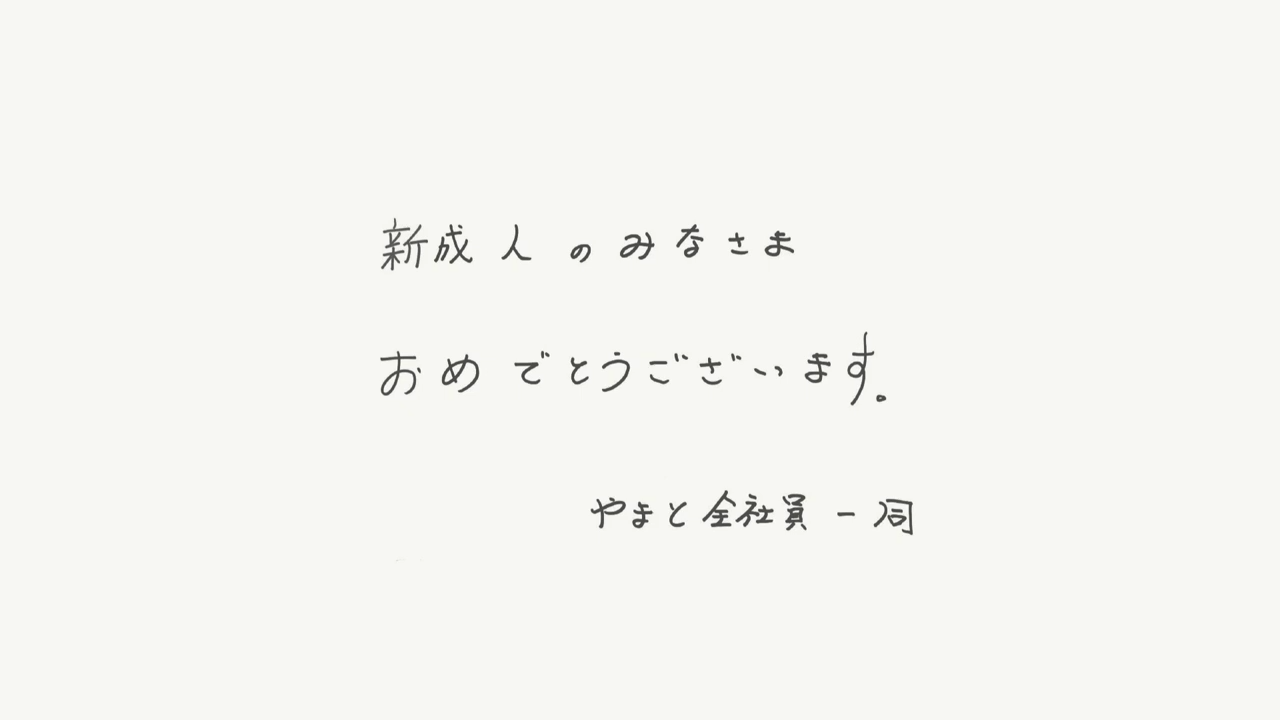 新成人のみなさま
おめでとうございます。
やまと全社員一同